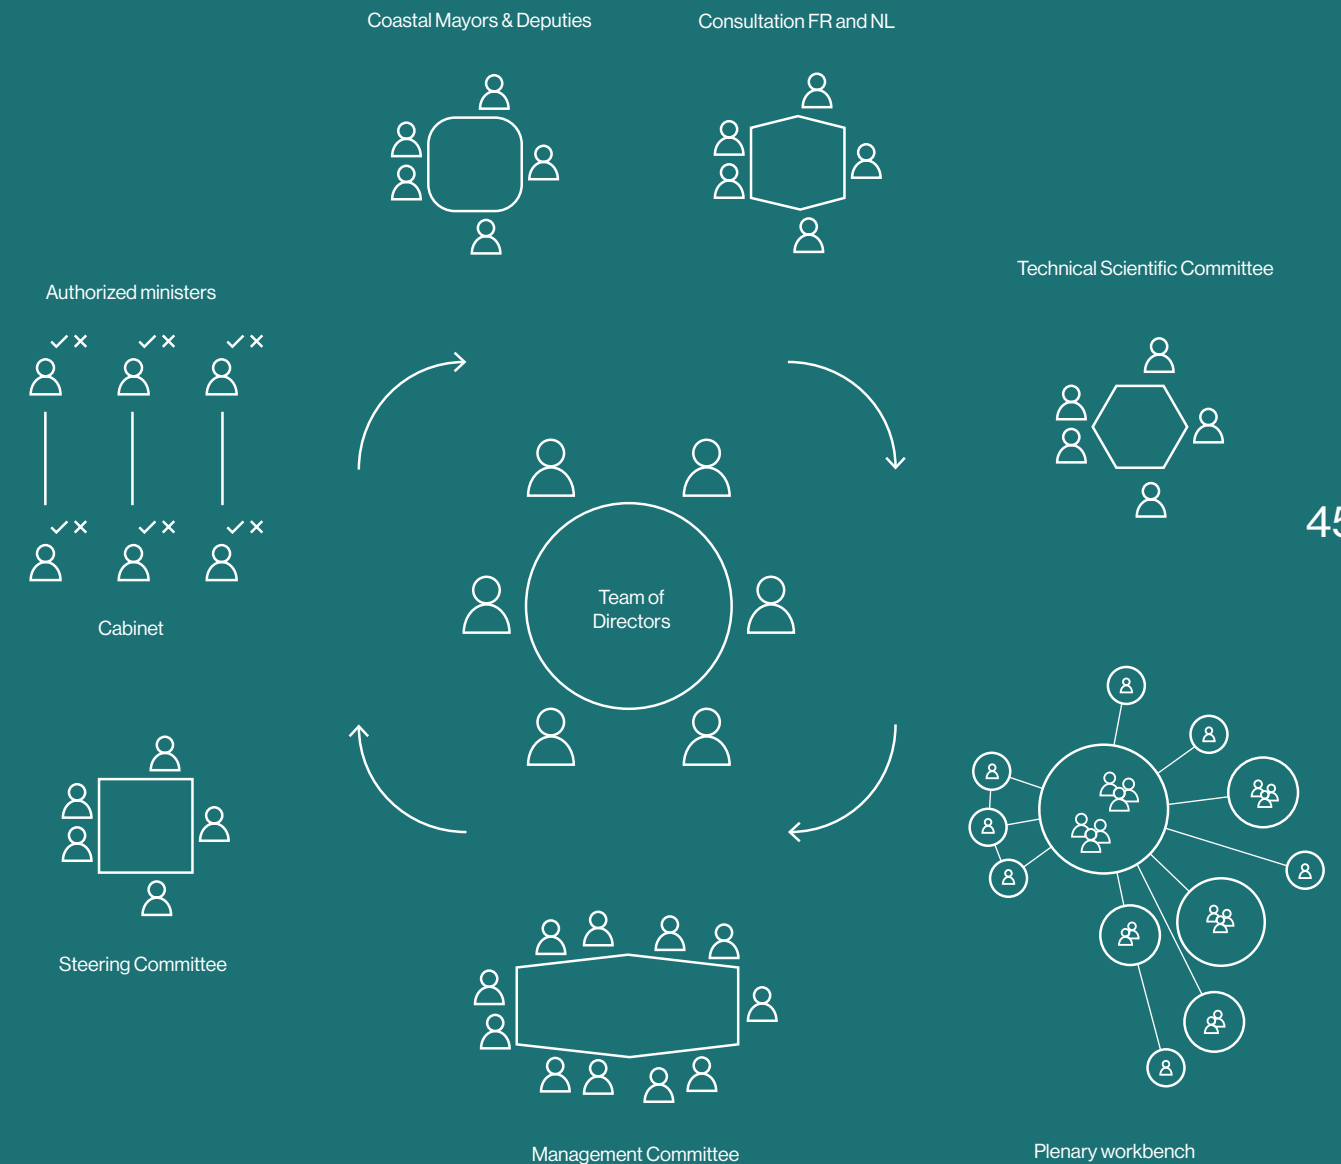 Coastal Mayors & Deputies
Consultation FR and NL
Technical Scientific Committee
Authorized ministers
45
Team of
Directors
Cabinet
Steering Committee
Management Committee
Plenary workbench